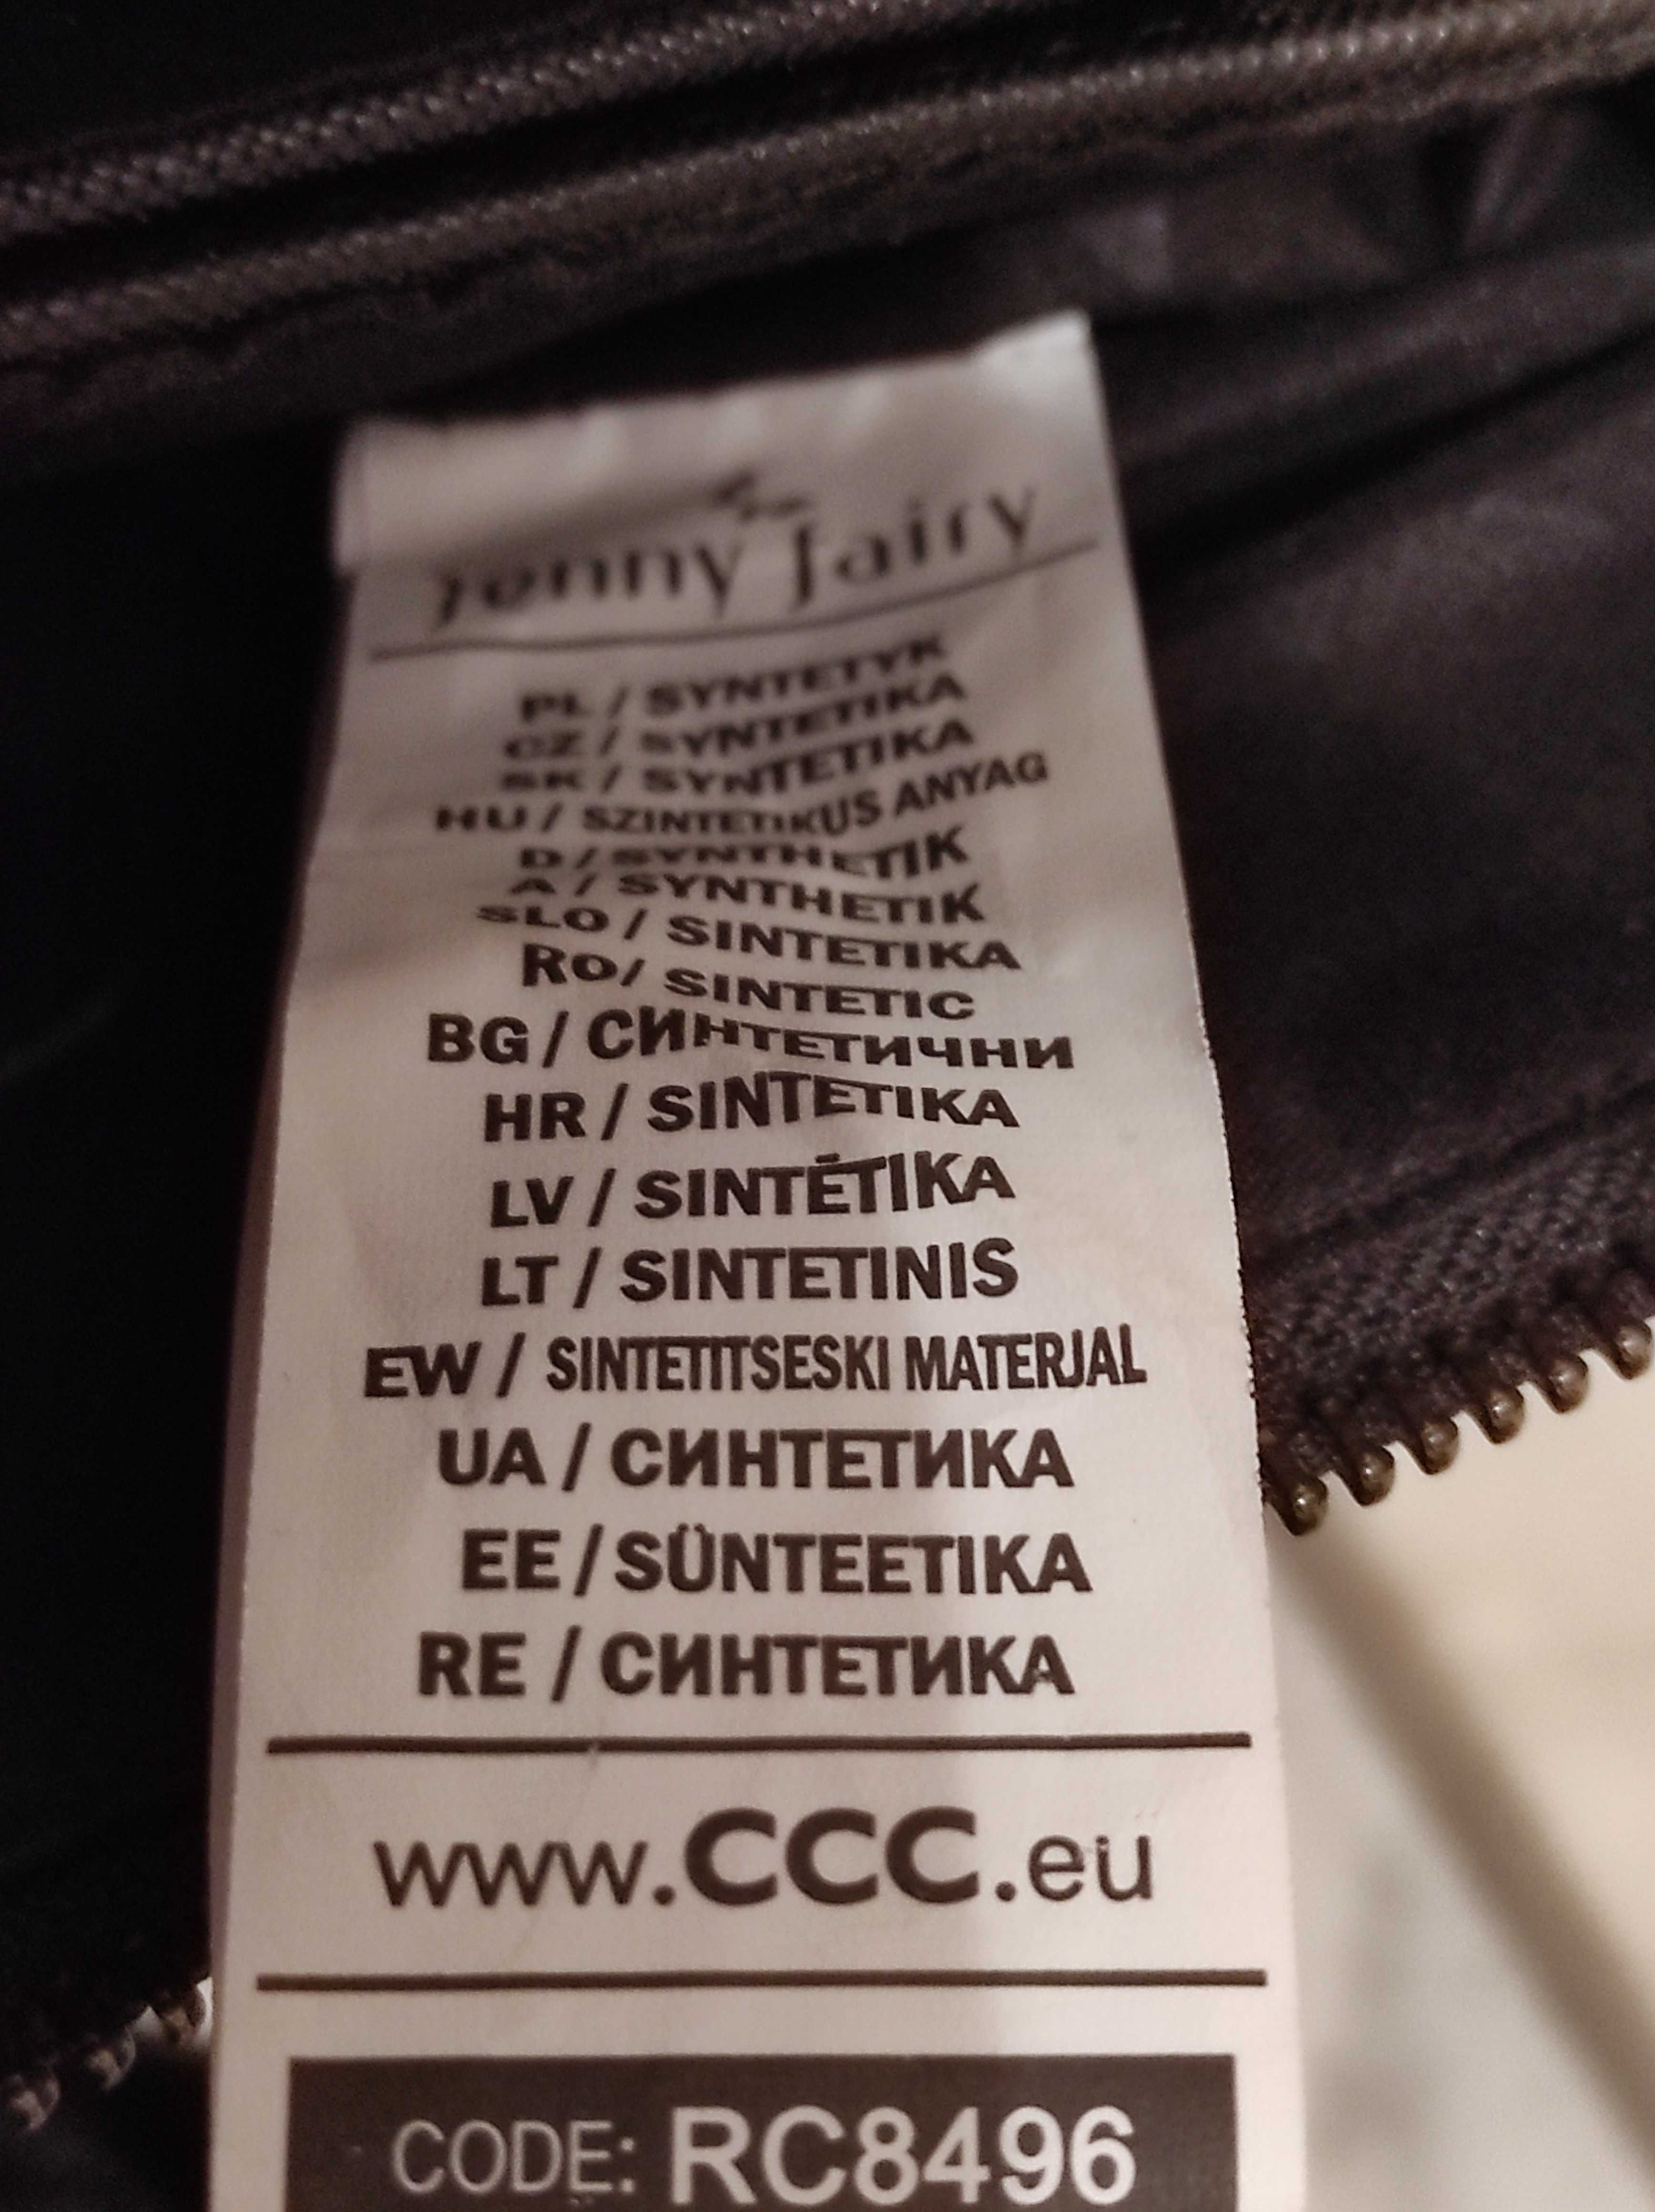 Jenny fairy
PL / SYNTETYK
CZ / SYNTETIKA
SK / SYNTETIKA
HU / SZINTETIKUS ANYAG
D / SYNTHETIK
A / SYNTHETIK
SLO / SINTETIKA
RO/ SINTETIC
BG / СИНТЕТИЧНИ
HR / SINTETIKA
LV / SINTĒTIKA
LT / SINTETINIS
EW / SINTETITSESKI MATERJAL
UA / СИНТЕТИКА
EE / SÜNTEETIKA
RE / СИНТЕТИКА
www.CCC.eu
CODE: RC8496